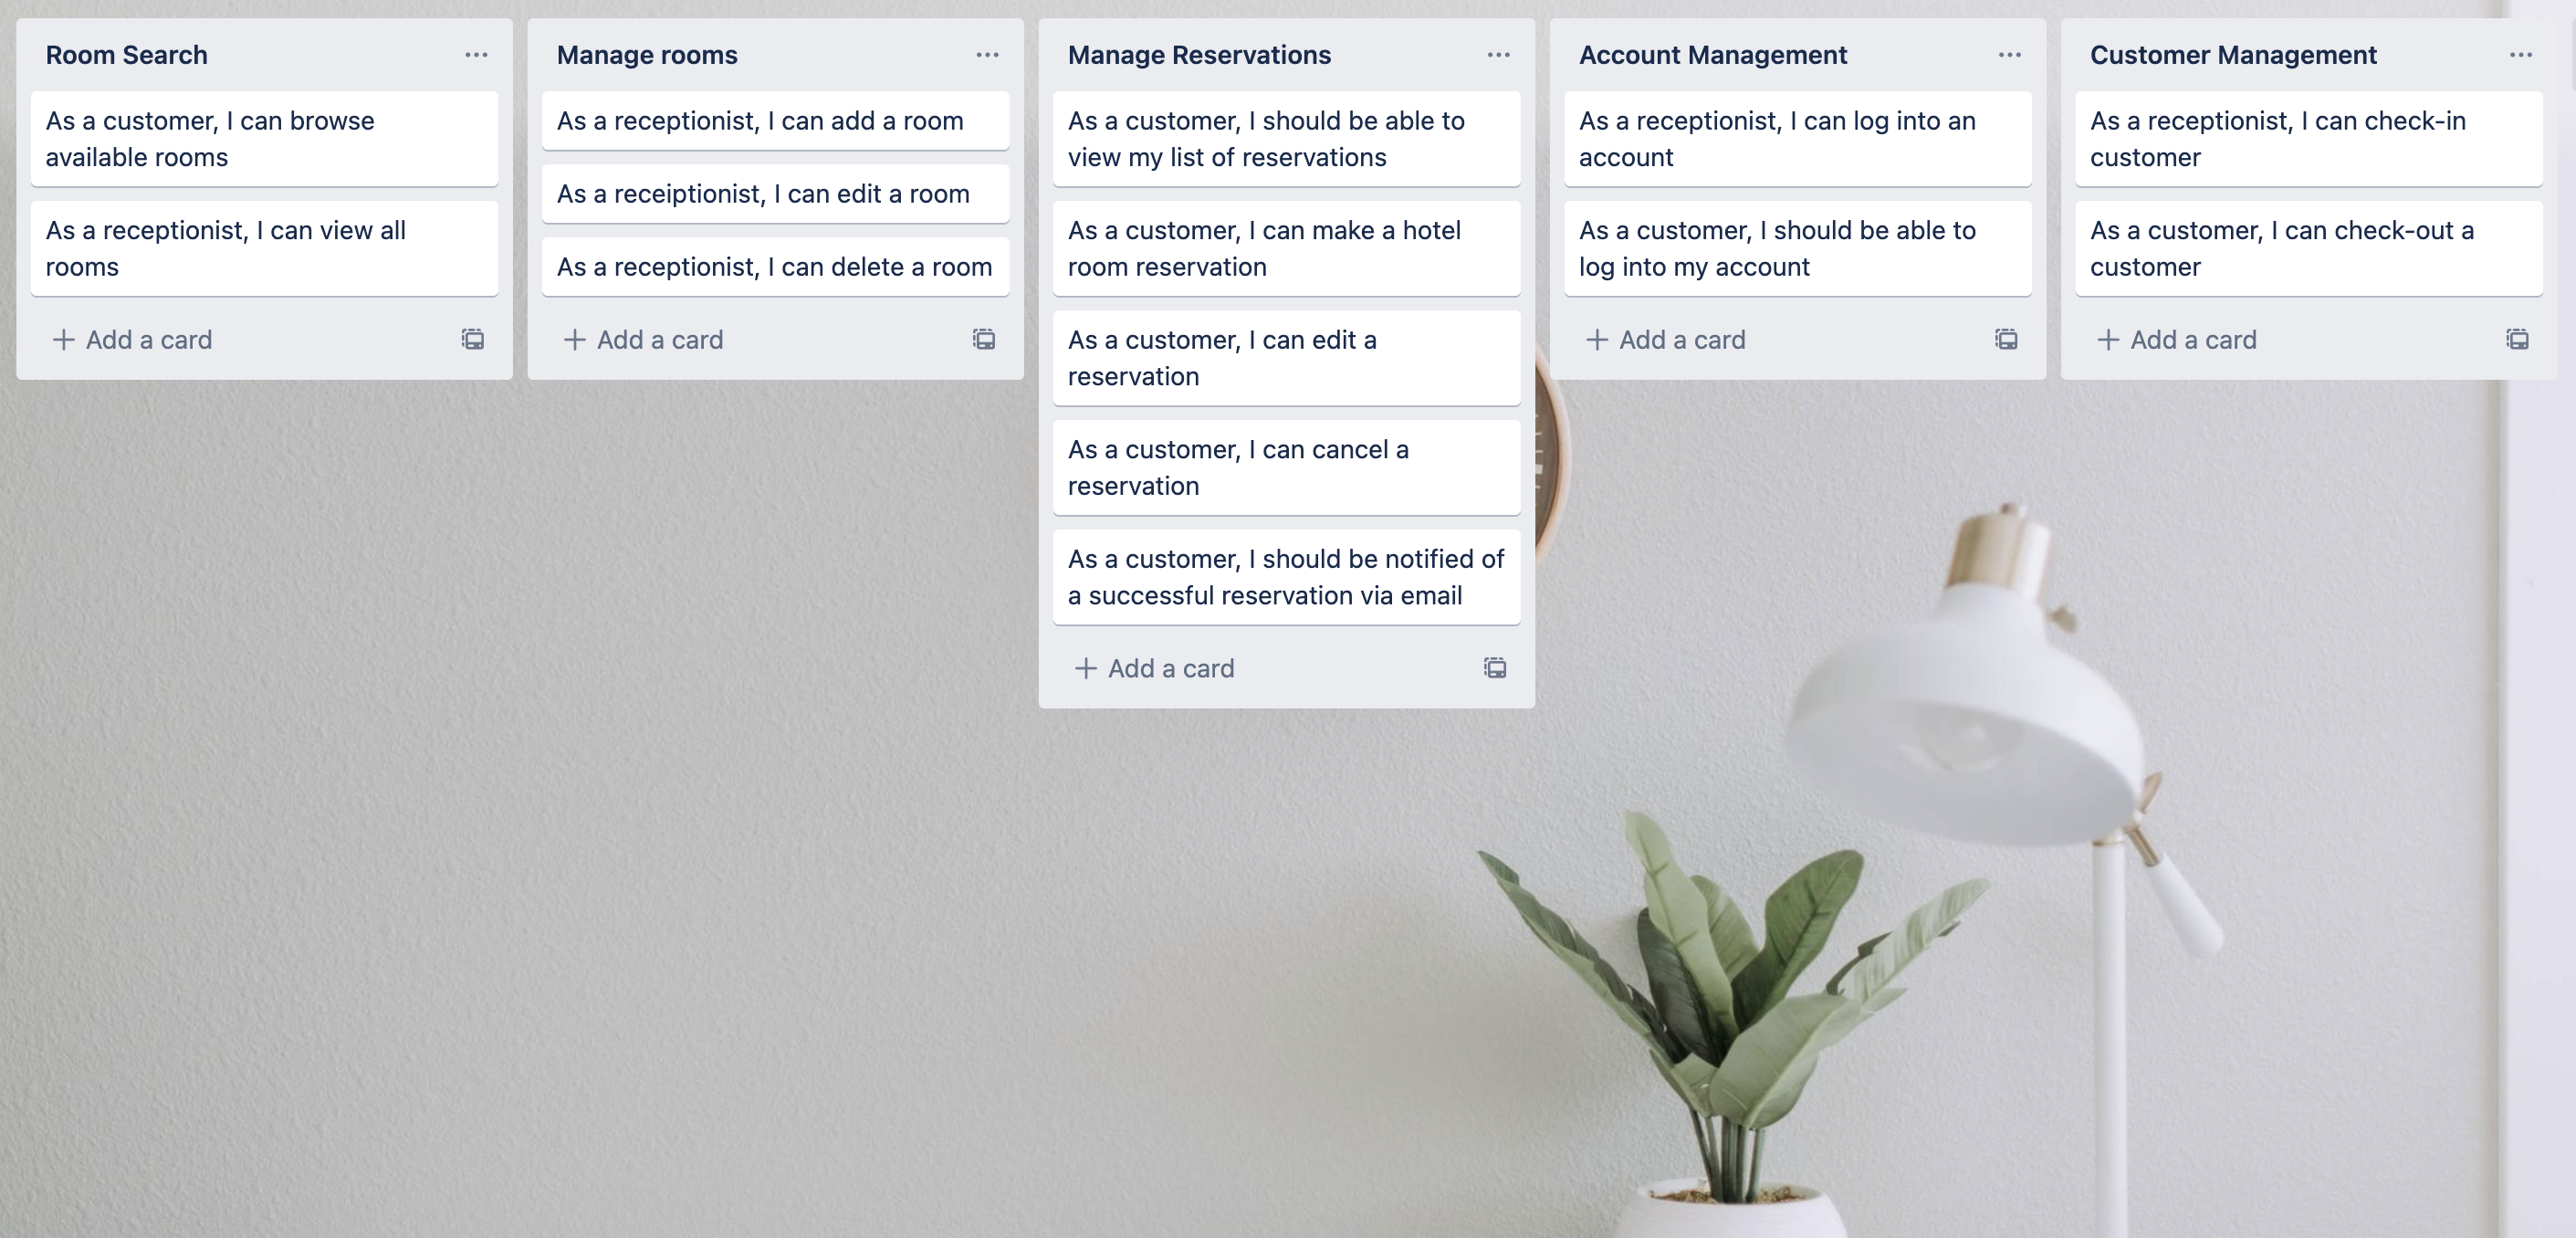 Room Search
As a customer, I can browse
available rooms
As a receptionist, I can view all
rooms
Add a card
Manage rooms
As a receptionist, I can add a room
As a receiptionist, I can edit a room
As a receptionist, I can delete a room
Add a card
Manage Reservations
As a customer, I should be able to
view my list of reservations
As a customer, I can make a hotel
room reservation
As a customer, I can edit a
reservation
As a customer, I can cancel a
reservation
As a customer, I should be notified of
a successful reservation via email
Add a card
Account Management
As a receptionist, I can log into an
account
As a customer, I should be able to
log into my account
Add a card
Customer Management
As a receptionist, I can check-in
customer
As a customer, I can check-out a
customer
Add a card